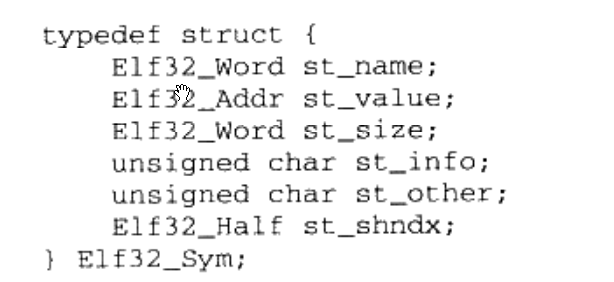 typedef struct {
    Elf32_Word st_name;
    Elf32_Addr st_value;
    Elf32_Word st_size;
    unsigned char st_info;
    unsigned char st_other;
    Elf32_Half st_shndx;
} Elf32_Sym;